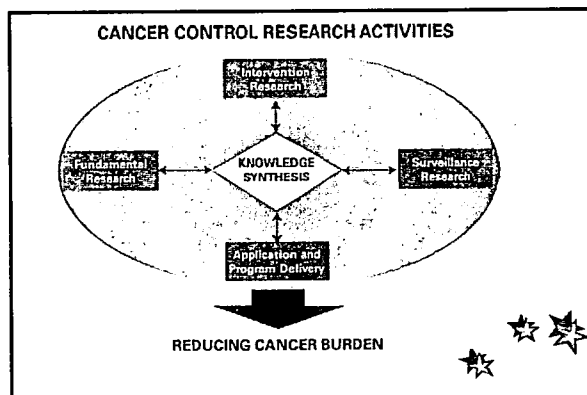 CANCER CONTROL RESEARCH ACTIVITIES
Intervention
Research
Fundamental
Research
KNOWLEDGE
SYNTHESIS
Surveillance
Research
Application and
Program Delivery
REDUCING CANCER BURDEN